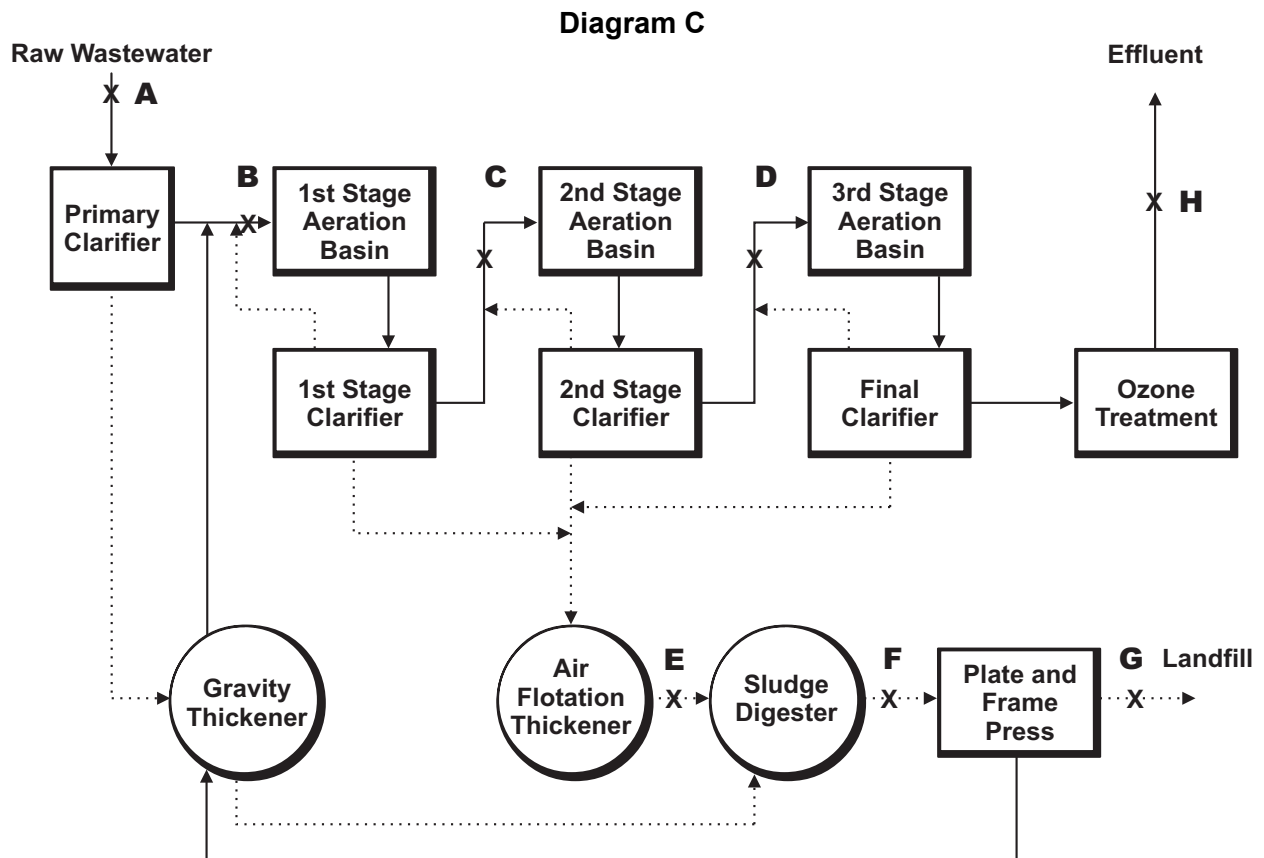 Diagram C
Raw Wastewater
Effluent
X A
B
C
D
Primary
Clarifier
X
1st Stage
Aeration
Basin
X
2nd Stage
Aeration
Basin
X
3rd Stage
Aeration
Basin
X H
1st Stage
Clarifier
2nd Stage
Clarifier
Final
Clarifier
Ozone
Treatment
Gravity
Thickener
Air
Flotation
Thickener
E
X
Sludge
Digester
F
X
Plate and
Frame
Press
G Landfill
X